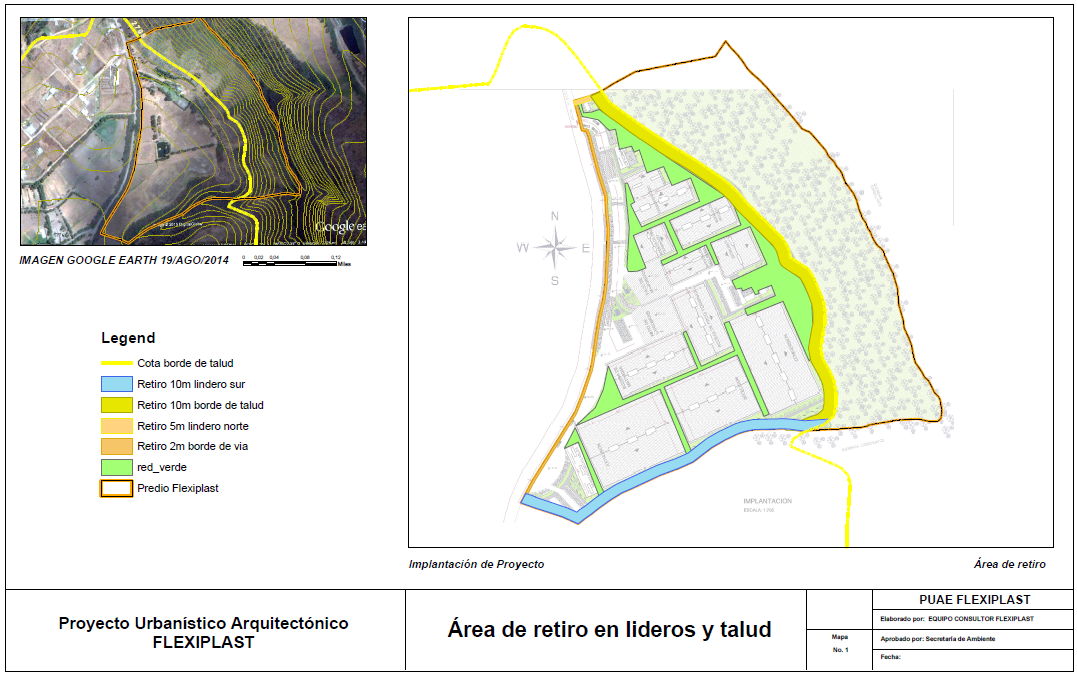 Google ea
IMAGEN GOOGLE EARTH 19/AGO/2014
0 0,02 0,04 0,08 0,12
Miles
Legend
Cota borde de talud
Retiro 10m lindero sur
Retiro 10m borde de talud
Retiro 5m lindero norte
Retiro 2m borde de via
red_verde
Predio Flexiplast
N
W E
S
IMPLANTACION
ESCALA: 1:250
Implantación de Proyecto
Área de retiro
Proyecto Urbanístico Arquitectónico
FLEXIPLAST
Área de retiro en lideros y talud
Mapa
No. 1
PUAE FLEXIPLAST
Elaborado por: EQUIPO CONSULTOR FLEXIPLAST
Aprobado por: Secretaría de Ambiente
Fecha: